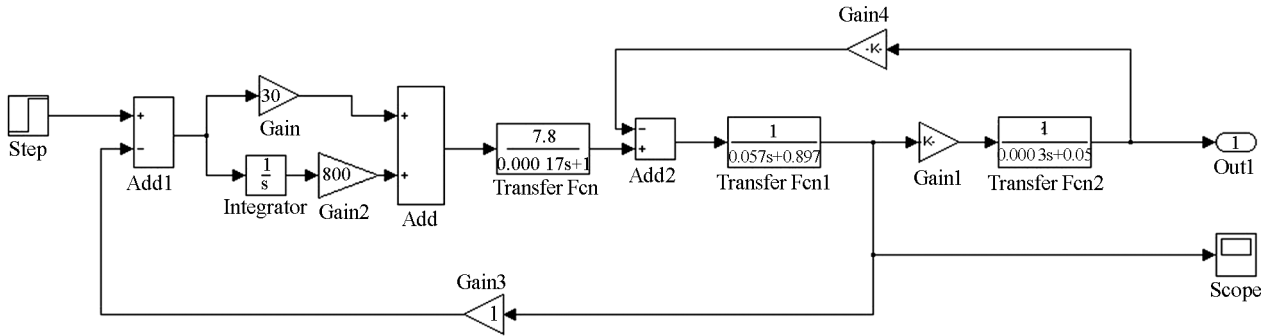 Gain4
-K-
Step
+
-
Add1
30
Gain
1
s
Integrator
800
Gain2
+
+
Add
7.8
0.000 17s+1
Transfer Fcn
-
+
Add2
1
0.057s+0.897
Transfer Fcn1
K-
Gain1
1
0.000 3s+0.05
Transfer Fcn2
1
Out1
Gain3
1
Scope